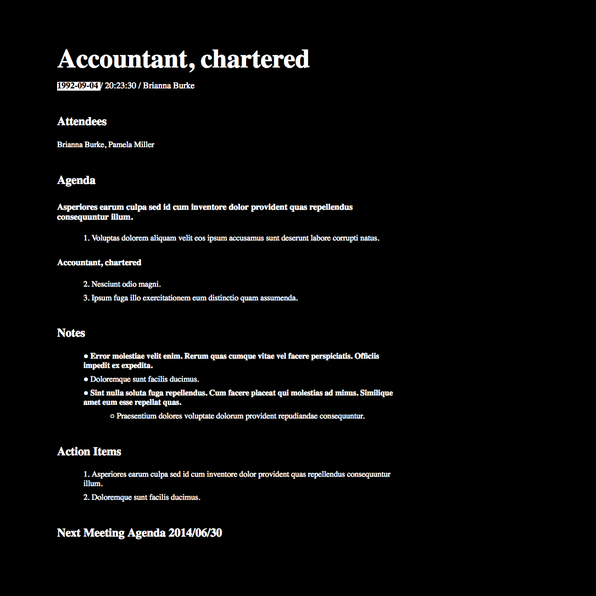 Accountant, chartered
1992-09-04 / 20:23:30 / Brianna Burke
Attendees
Brianna Burke, Pamela Miller
Agenda
Asperiores earum culpa sed id cum inventore dolor provident quas repellendus
consequuntur illum.
1. Voluptas dolorem aliquam velit eos ipsum accusamus sunt deserunt labore corrupti natus.
Accountant, chartered
2. Nesciunt odio magni.
3. Ipsum fuga illo exercitationem eum distinctio quam assumenda.
Notes
● Error molestiae velit enim. Rerum quas cumque vitae vel facere perspiciatis. Officiis
impedit ex expedita.
● Doloremque sunt facilis ducimus.
● Sint nulla soluta fuga repellendus. Cum facere placeat qui molestias ad minus. Similique
amet eum esse repellat quas.
○ Praesentium dolores voluptate dolorum provident repudiandae consequuntur.
Action Items
1. Asperiores earum culpa sed id cum inventore dolor provident quas repellendus consequuntur
illum.
2. Doloremque sunt facilis ducimus.
Next Meeting Agenda 2014/06/30